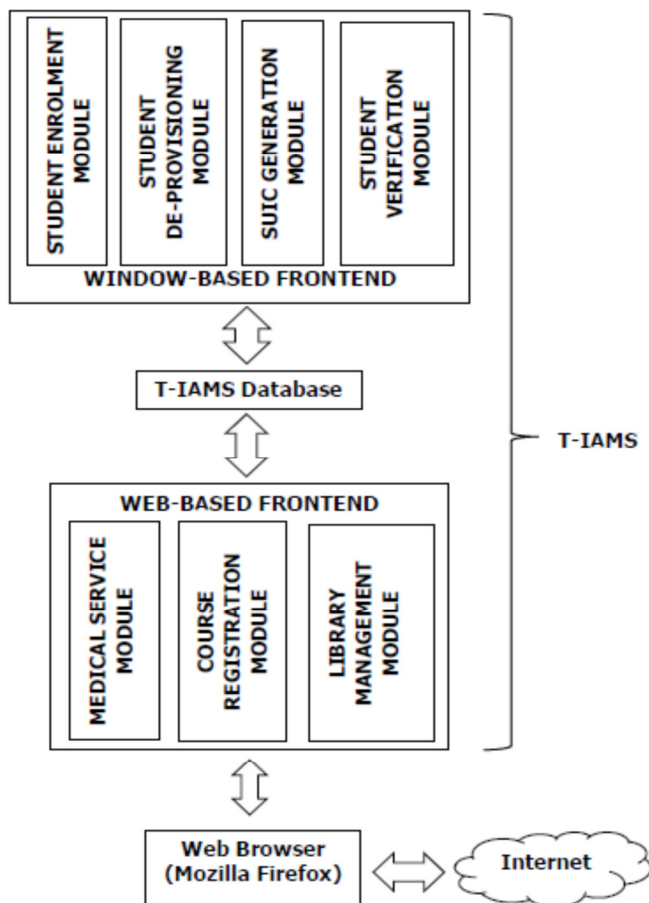 STUDENT ENROLMENT
MODULE
STUDENT
DE-PROVISIONING
MODULE
SUIC GENERATION
MODULE
STUDENT
VERIFICATION
MODULE
WINDOW-BASED FRONTEND
T-IAMS Database
T-IAMS
WEB-BASED FRONTEND
MEDICAL SERVICE
MODULE
COURSE
REGISTRATION
MODULE
LIBRARY
MANAGEMENT
MODULE
Web Browser
(Mozilla Firefox)
Internet